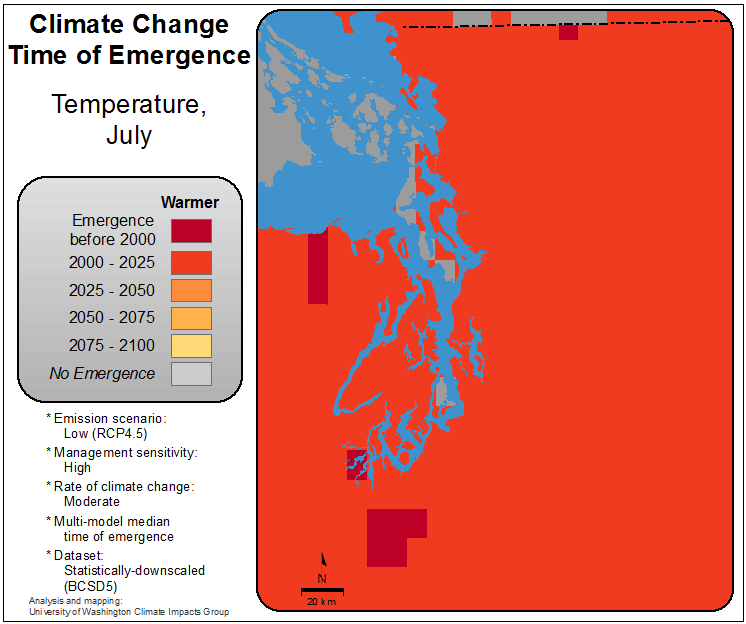 Climate Change
Time of Emergence
Temperature,
July
Warmer
Emergence
before 2000
2000 - 2025
2025 - 2050
2050 - 2075
2075 - 2100
No Emergence
* Emission scenario:
Low (RCP4.5)
* Management sensitivity:
High
* Rate of climate change:
Moderate
* Multi-model median
time of emergence
* Dataset:
Statistically-downscaled
(BCSD5)
Analysis and mapping:
University of Washington Climate Impacts Group
N
20 km